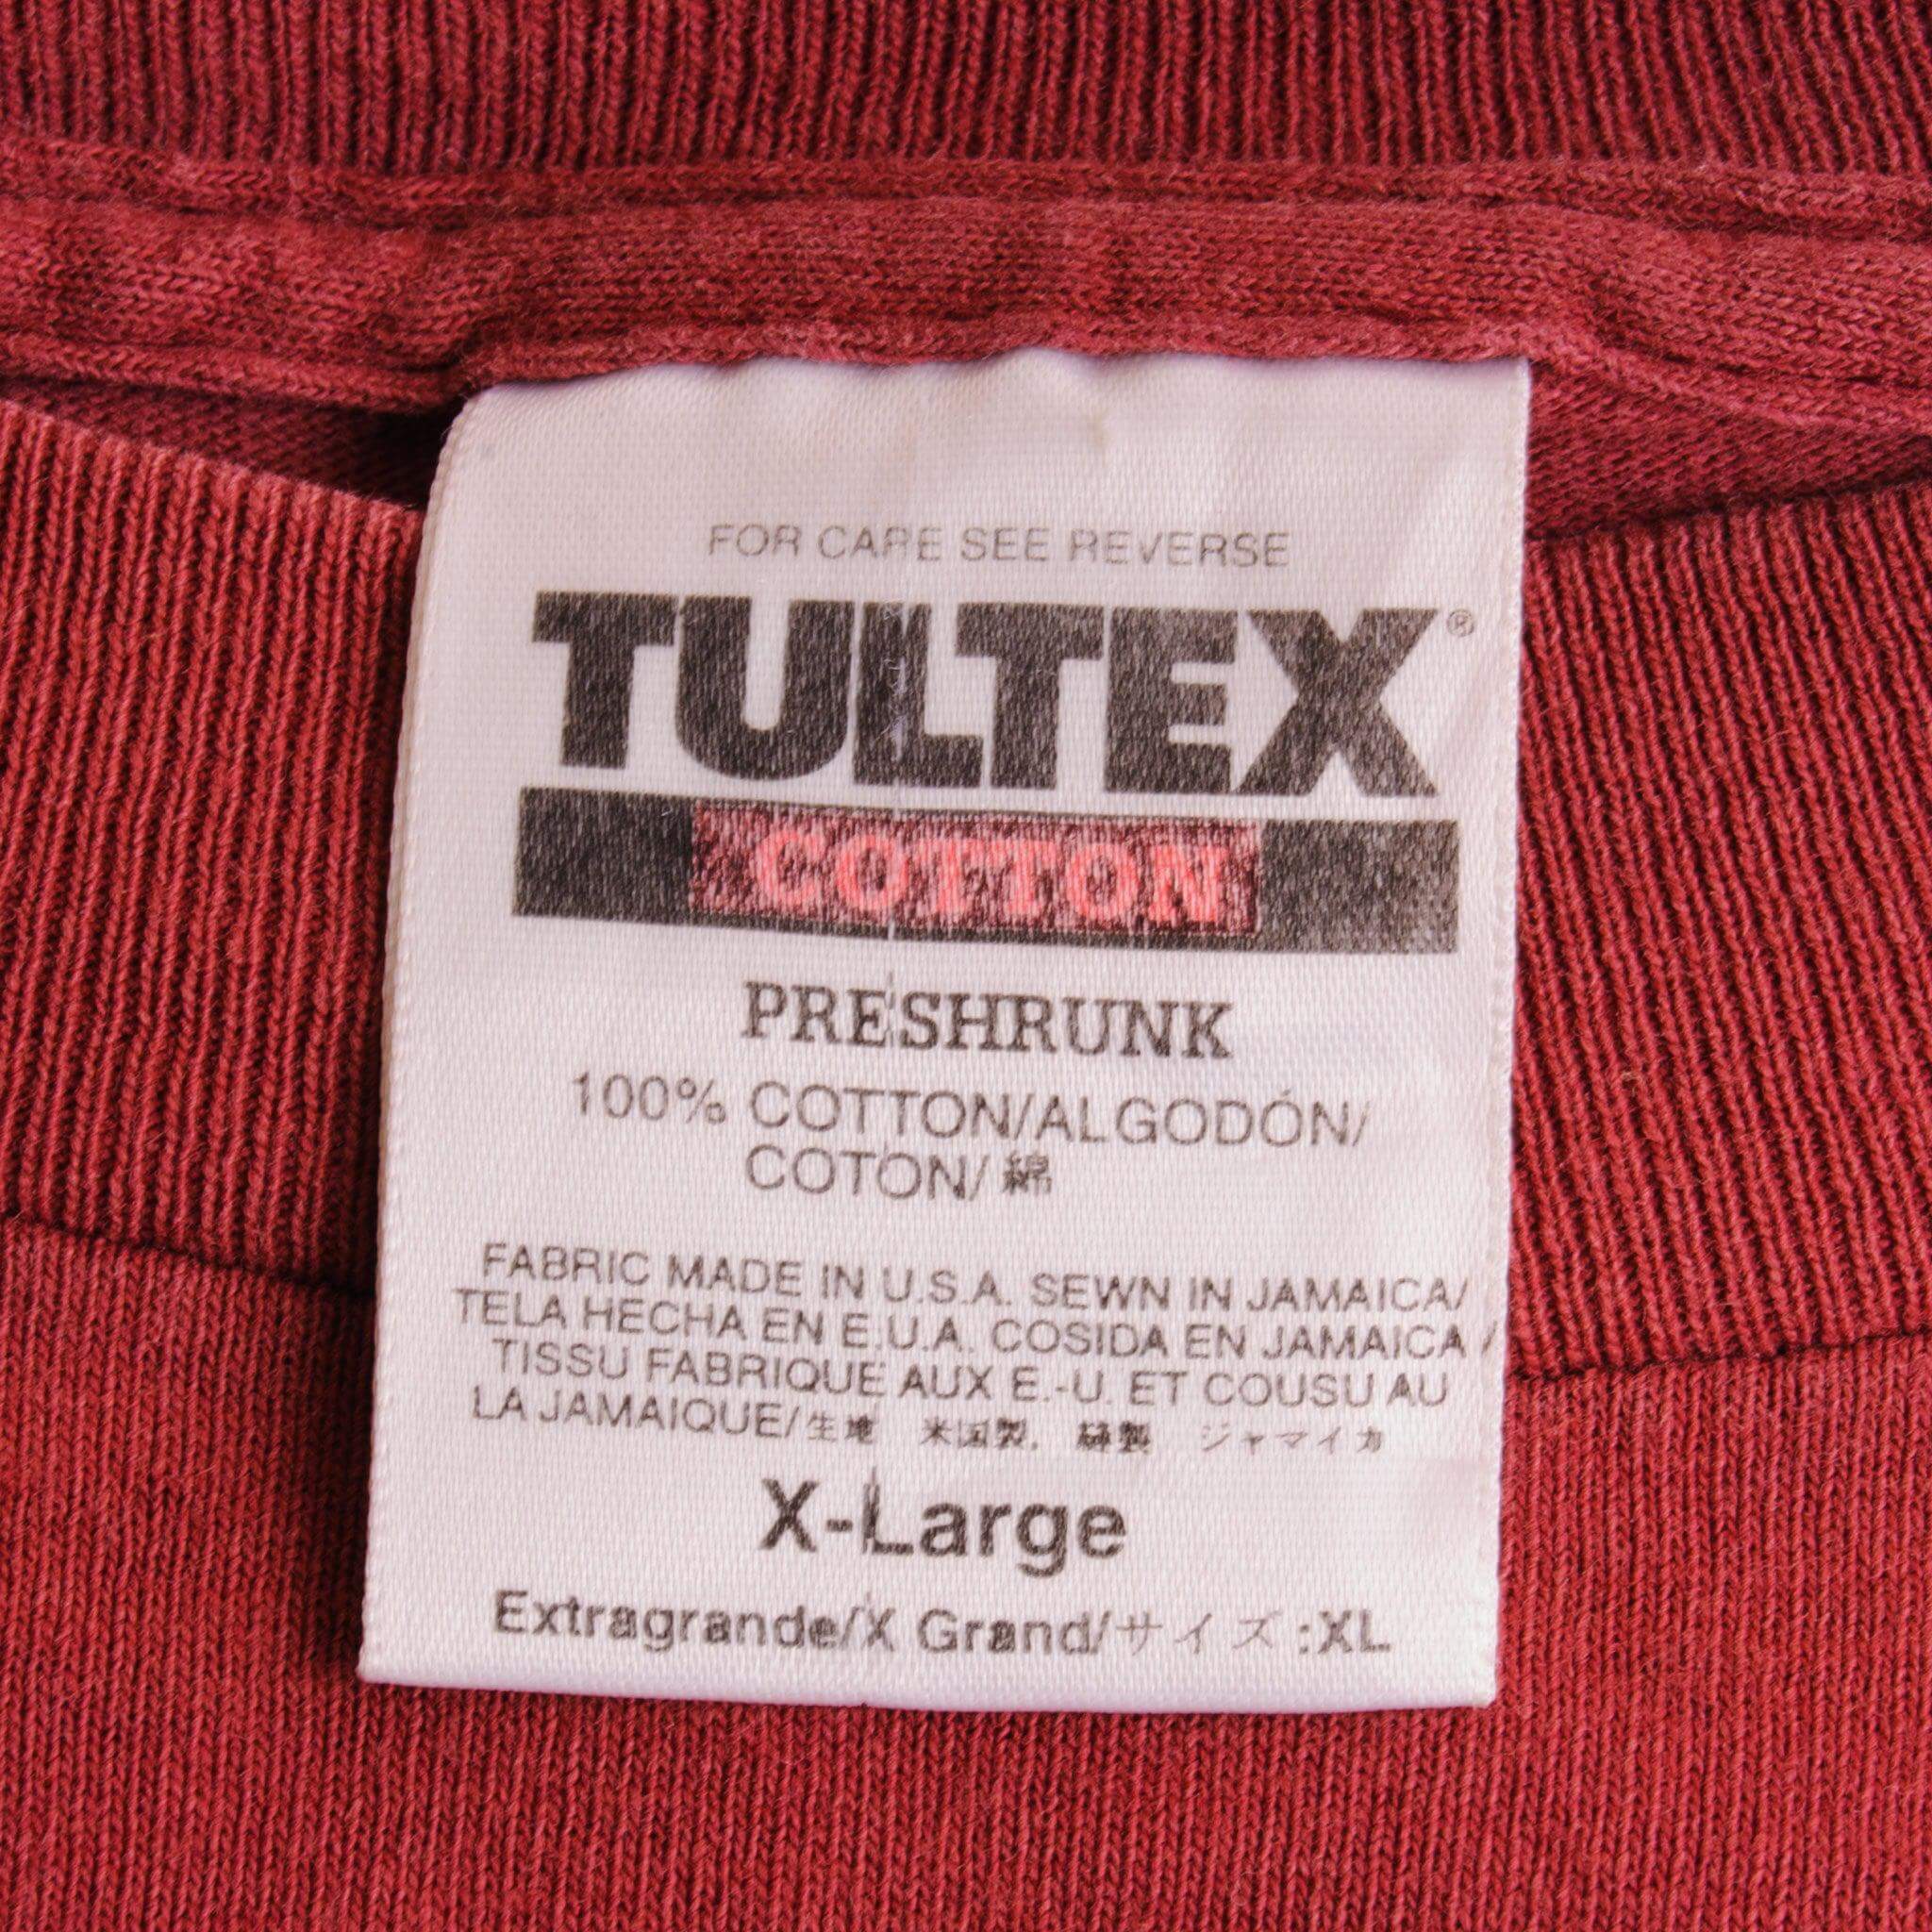 FOR CARE SEE REVERSE
TULTEX®
COTTON
PRESHRUNK
100% COTTON/ALGODÓN/
COTON/綿
FABRIC MADE IN U.S.A. SEWN IN JAMAICA/
TELA HECHA EN E.U.A. COSIDA EN JAMAICA /
TISSU FABRIQUE AUX E.-U. ET COUSU AU
LA JAMAIQUE/生地 米国製, 縫製 ジャマイカ
X-Large
Extragrande/X Grand/サイズ :XL